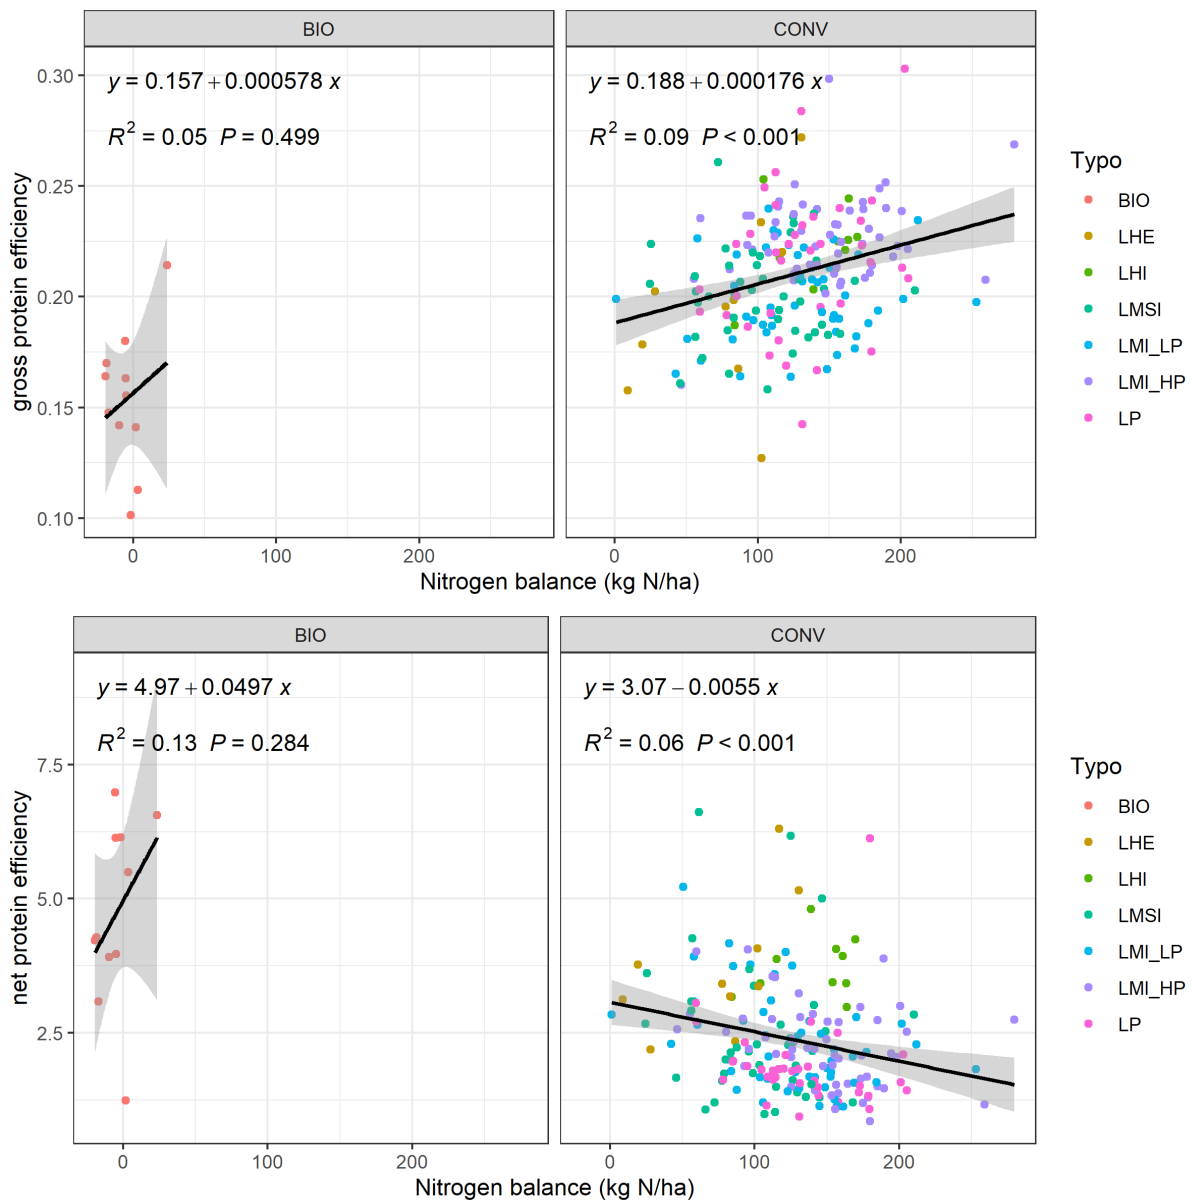 BIO
CONV
y = 0.157 + 0.000578 x
R² = 0.05 P = 0.499
y = 0.188 + 0.000176 x
R² = 0.09 P < 0.001
gross protein efficiency
0.30
0.25
0.20
0.15
0.10
0
100
200
0
100
200
Nitrogen balance (kg N/ha)
Typo
BIO
LHE
LHI
LMSI
LMI_LP
LMI_HP
LP
BIO
CONV
y = 4.97 + 0.0497 x
R² = 0.13 P = 0.284
y = 3.07 − 0.0055 x
R² = 0.06 P < 0.001
net protein efficiency
7.5
5.0
2.5
0
100
200
0
100
200
Nitrogen balance (kg N/ha)
Typo
BIO
LHE
LHI
LMSI
LMI_LP
LMI_HP
LP